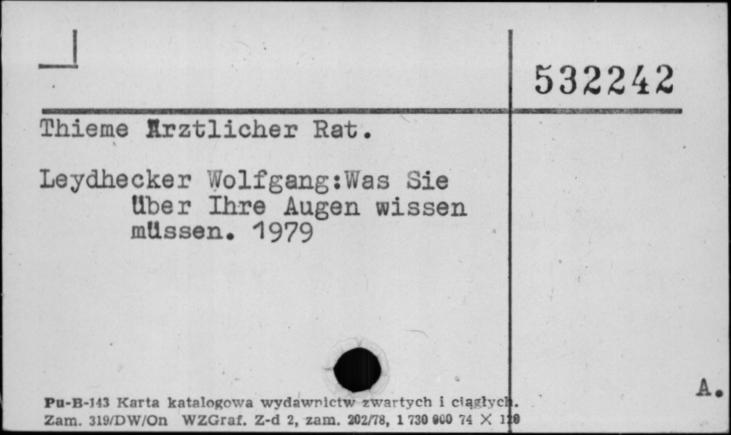 532242
Thieme Ärztlicher Rat.
Leydhecker Wolfgang:Was Sie
über Ihre Augen wissen
müssen. 1979
A.
Pu-B-143 Karta katalogowa wydawnictw zwartych i ciągłych.
Zam. 319/DW/On WZGraf. Z-d 2, zam. 202/78, 1 730 000 74 X 120